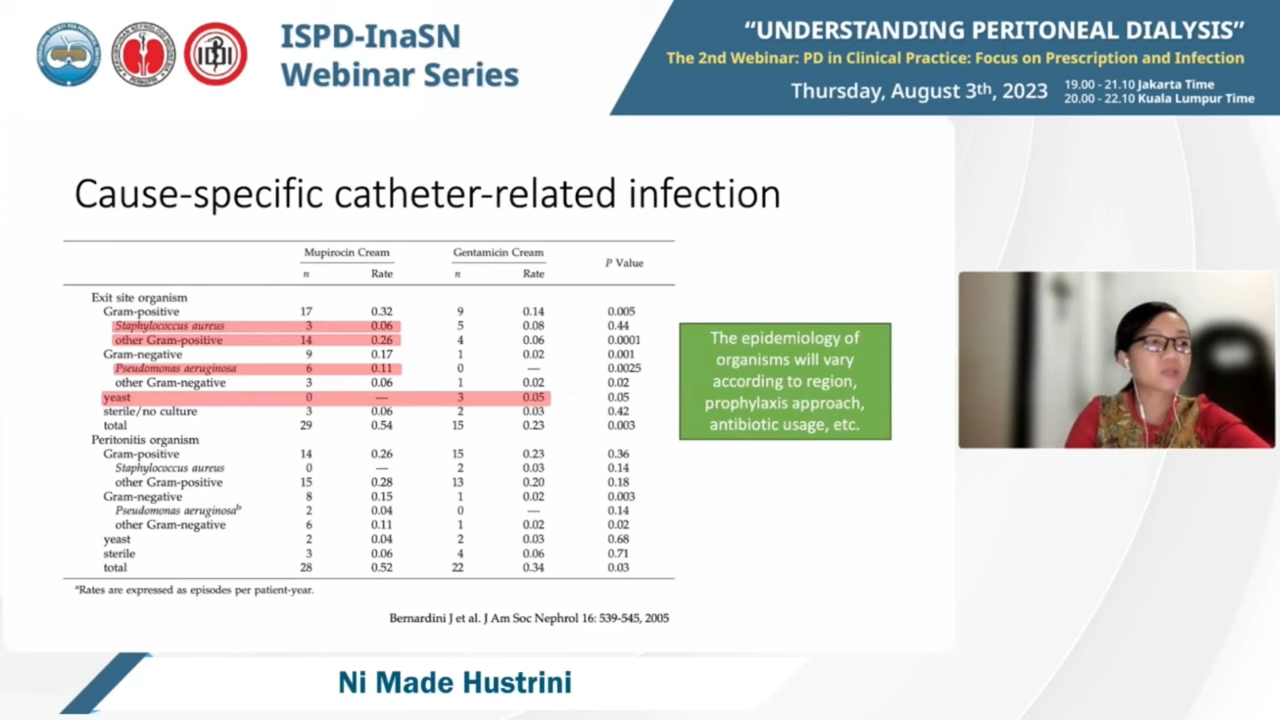 ISPD-InaSN
Webinar Series
“UNDERSTANDING PERITONEAL DIALYSIS”
The 2nd Webinar: PD in Clinical Practice: Focus on Prescription and Infection
Thursday, August 3th, 2023
19.00 - 21.10 Jakarta Time
20.00 - 22.10 Kuala Lumpur Time
Cause-specific catheter-related infection
Mupirocin Cream Gentamicin Cream P Value
n Rate n Rate
Exit site organism
Gram-positive 17 0.32 9 0.14 0.005
Staphylococcus aureus 3 0.06 5 0.08 0.44
other Gram-positive 14 0.26 4 0.06 0.0001
Gram-negative 9 0.17 1 0.02 0.001
Pseudomonas aeruginosa 6 0.11 0 — 0.0025
other Gram-negative 3 0.06 1 0.02 0.02
yeast 0 — 3 0.05 0.05
sterile/no culture 3 0.06 2 0.03 0.42
total 29 0.54 15 0.23 0.003
Peritonitis organism
Gram-positive 14 0.26 15 0.23 0.36
Staphylococcus aureus 0 — 2 0.03 0.14
other Gram-positive 15 0.28 13 0.20 0.18
Gram-negative 8 0.15 1 0.02 0.003
Pseudomonas aeruginosab 2 0.04 0 — 0.14
other Gram-negative 6 0.11 1 0.02 0.02
yeast 2 0.04 2 0.03 0.68
sterile 3 0.06 4 0.06 0.71
total 28 0.52 22 0.34 0.03
aRates are expressed as episodes per patient-year.
Bernardini J et al. J Am Soc Nephrol 16: 539-545, 2005
The epidemiology of
organisms will vary
according to region,
prophylaxis approach,
antibiotic usage, etc.
Ni Made Hustrini